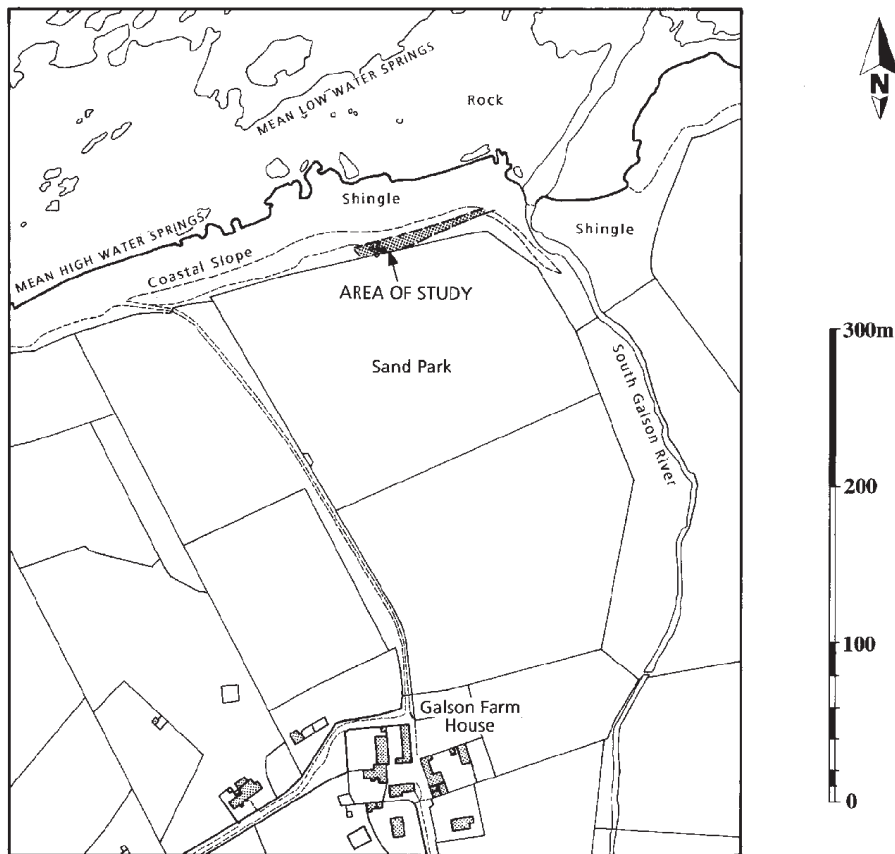 MEAN LOW WATER SPRINGS
Rock
N
Shingle
MEAN HIGH WATER SPRINGS
Shingle
Coastal Slope
AREA OF STUDY
300m
Sand Park
South Galson River
200
100
Galson Farm
House
0